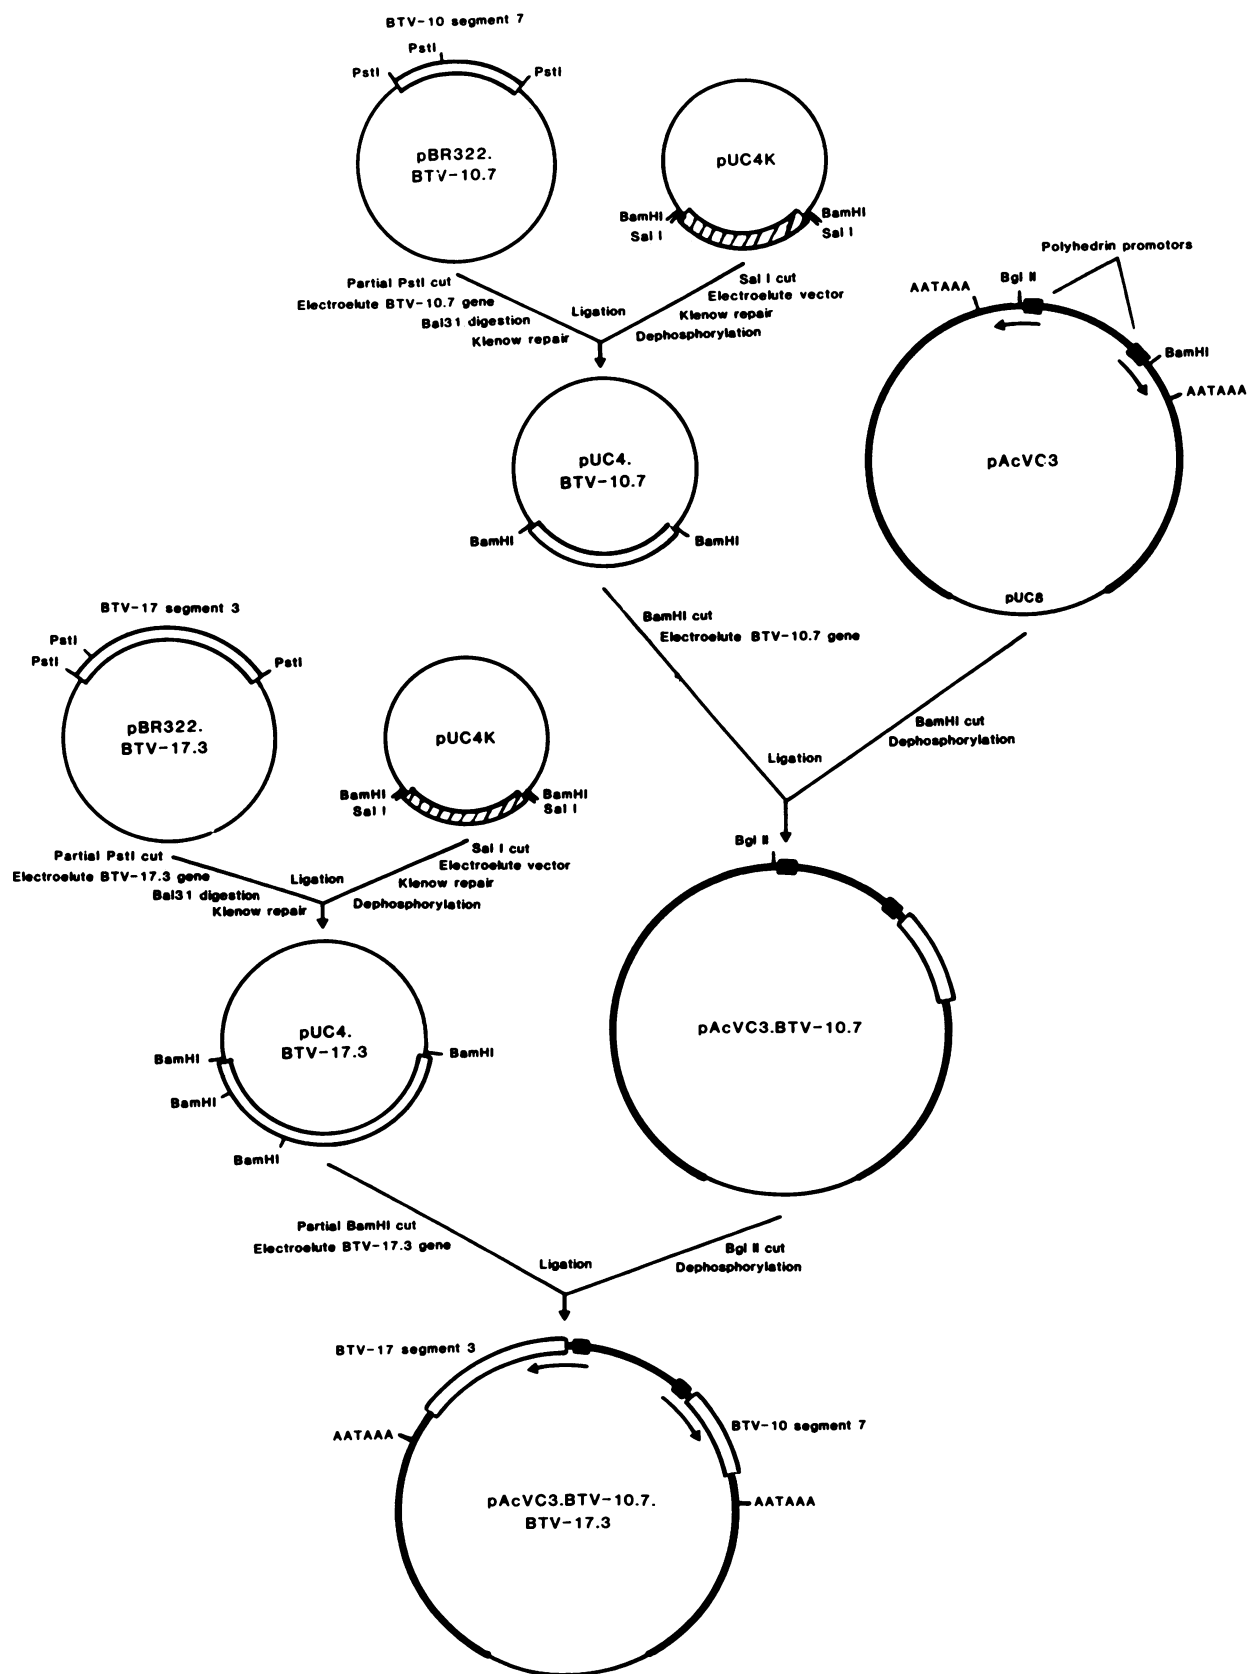 BTV-10 segment 7
PstI
PstI
PstI
pBR322.
BTV-10.7
pUC4K
BamHI
Sal I
BamHI
Sal I
Partial PstI cut
Electroelute BTV-10.7 gene
Bal31 digestion
Klenow repair
Ligation
Sal I cut
Electroelute vector
Klenow repair
Dephosphorylation
Polyhedrin promotors
AATAAA
Bgl II
BamHI
AATAAA
pAcVC3
pUC8
pUC4.
BTV-10.7
BamHI
BamHI
BamHI cut
Electroelute BTV-10.7 gene
BTV-17 segment 3
PstI
PstI
PstI
pBR322.
BTV-17.3
pUC4K
BamHI
Sal I
BamHI
Sal I
BamHI cut
Dephosphorylation
Ligation
Partial PstI cut
Electroelute BTV-17.3 gene
Bal31 digestion
Klenow repair
Ligation
Sal I cut
Electroelute vector
Klenow repair
Dephosphorylation
Bgl II
pAcVC3.BTV-10.7
pUC4.
BTV-17.3
BamHI
BamHI
BamHI
BamHI
Partial BamHI cut
Electroelute BTV-17.3 gene
Ligation
Bgl II cut
Dephosphorylation
BTV-17 segment 3
BTV-10 segment 7
AATAAA
AATAAA
pAcVC3.BTV-10.7.
BTV-17.3